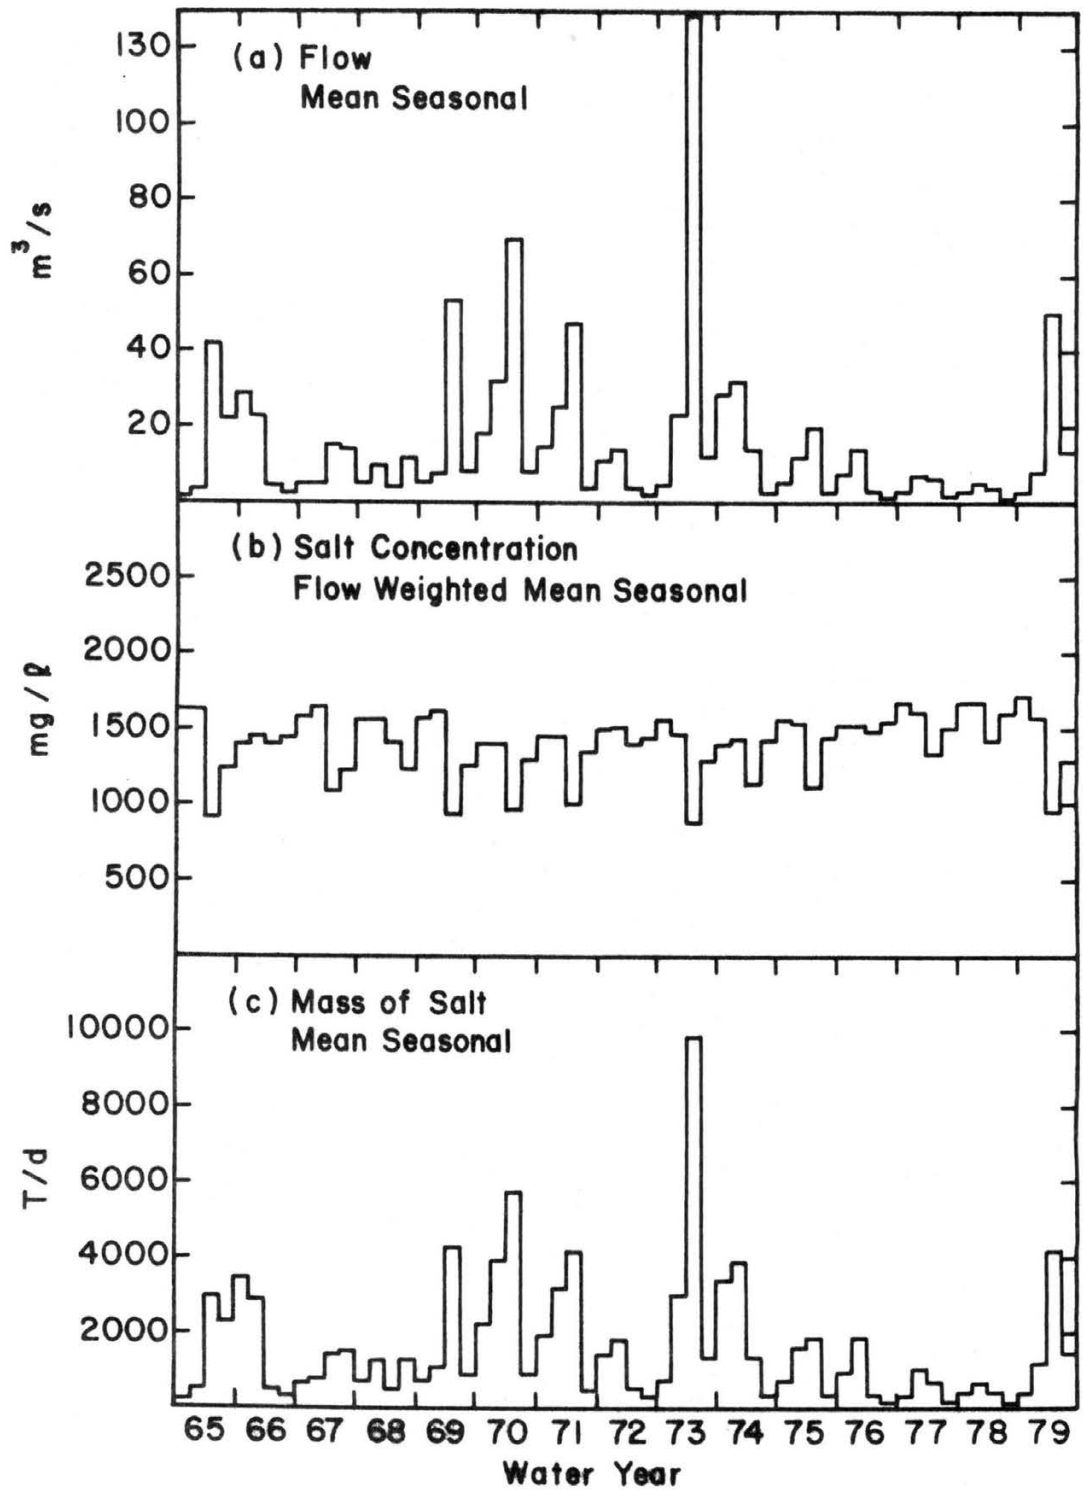 (a) Flow
Mean Seasonal
130
100
80
60
40
20
m³/s
(b) Salt Concentration
Flow Weighted Mean Seasonal
2500
2000
1500
1000
500
mg/ℓ
(c) Mass of Salt
Mean Seasonal
10000
8000
6000
4000
2000
T/d
65 66 67 68 69 70 71 72 73 74 75 76 77 78 79
Water Year